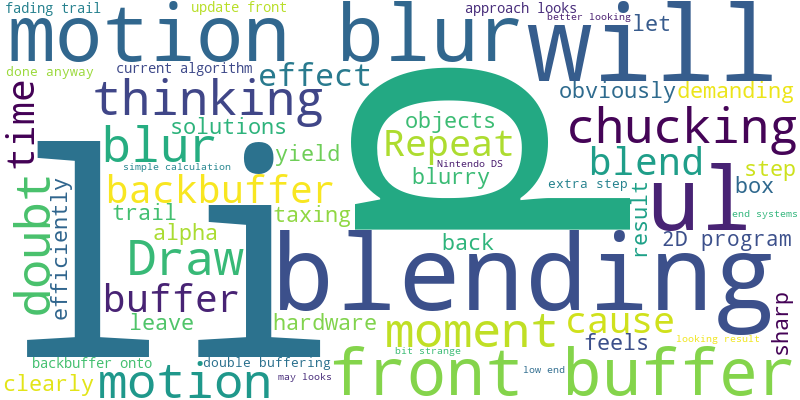 fading trail
update front
approach looks
better looking
let
motion blur
will
done anyway
current algorithm
effect
thinking
obviously
demanding
time
solutions
objects
chucking
blur
li
p
Repeat
yield
simple calculation
Nintendo DS
blend
step
backbuffer
blurry
extra step
box
doubt
efficiently
trail
taxing
ul
end systems
alpha
result
back
2D program
Draw
blending
buffer
leave
hardware
moment
cause
sharp
feels
looking result
bit strange
backbuffer onto
double buffering
front buffer
low end
clearly
motion
may looks